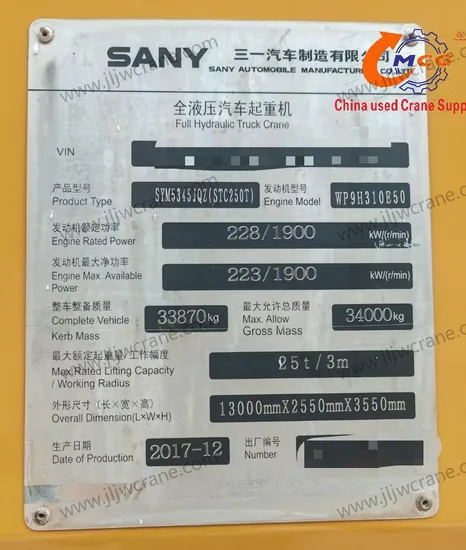 SANY 三一汽车制造有限公司
SANY AUTOMOBILE MANUFACTURE CO.,LTD.
MCG
China used Crane Supp
全液压汽车起重机
Full Hydraulic Truck Crane
VIN
产品型号 SYM5345JQZ(STC250T) 发动机型号 WP9H310E50
Product Type Engine Model
发动机额定功率 228/1900 kW/(r/min)
Engine Rated Power
发动机最大净功率 223/1900 kW/(r/min)
Engine Max Available
Power
整车整备质量 33870kg 最大允许总质量 34000kg
Complete Vehicle Max. Allow
Kerb Mass Gross Mass
最大额定起重量/工作幅度 25t/3m
Max Rated Lifting Capacity
/ Working Radius
外形尺寸 (长×宽×高) 13000mmX2550mmX3550mm
Overall Dimension(L×W×H)
生产日期 2017-12 出厂编号
Date of Production Number
www.jljwcrane.com